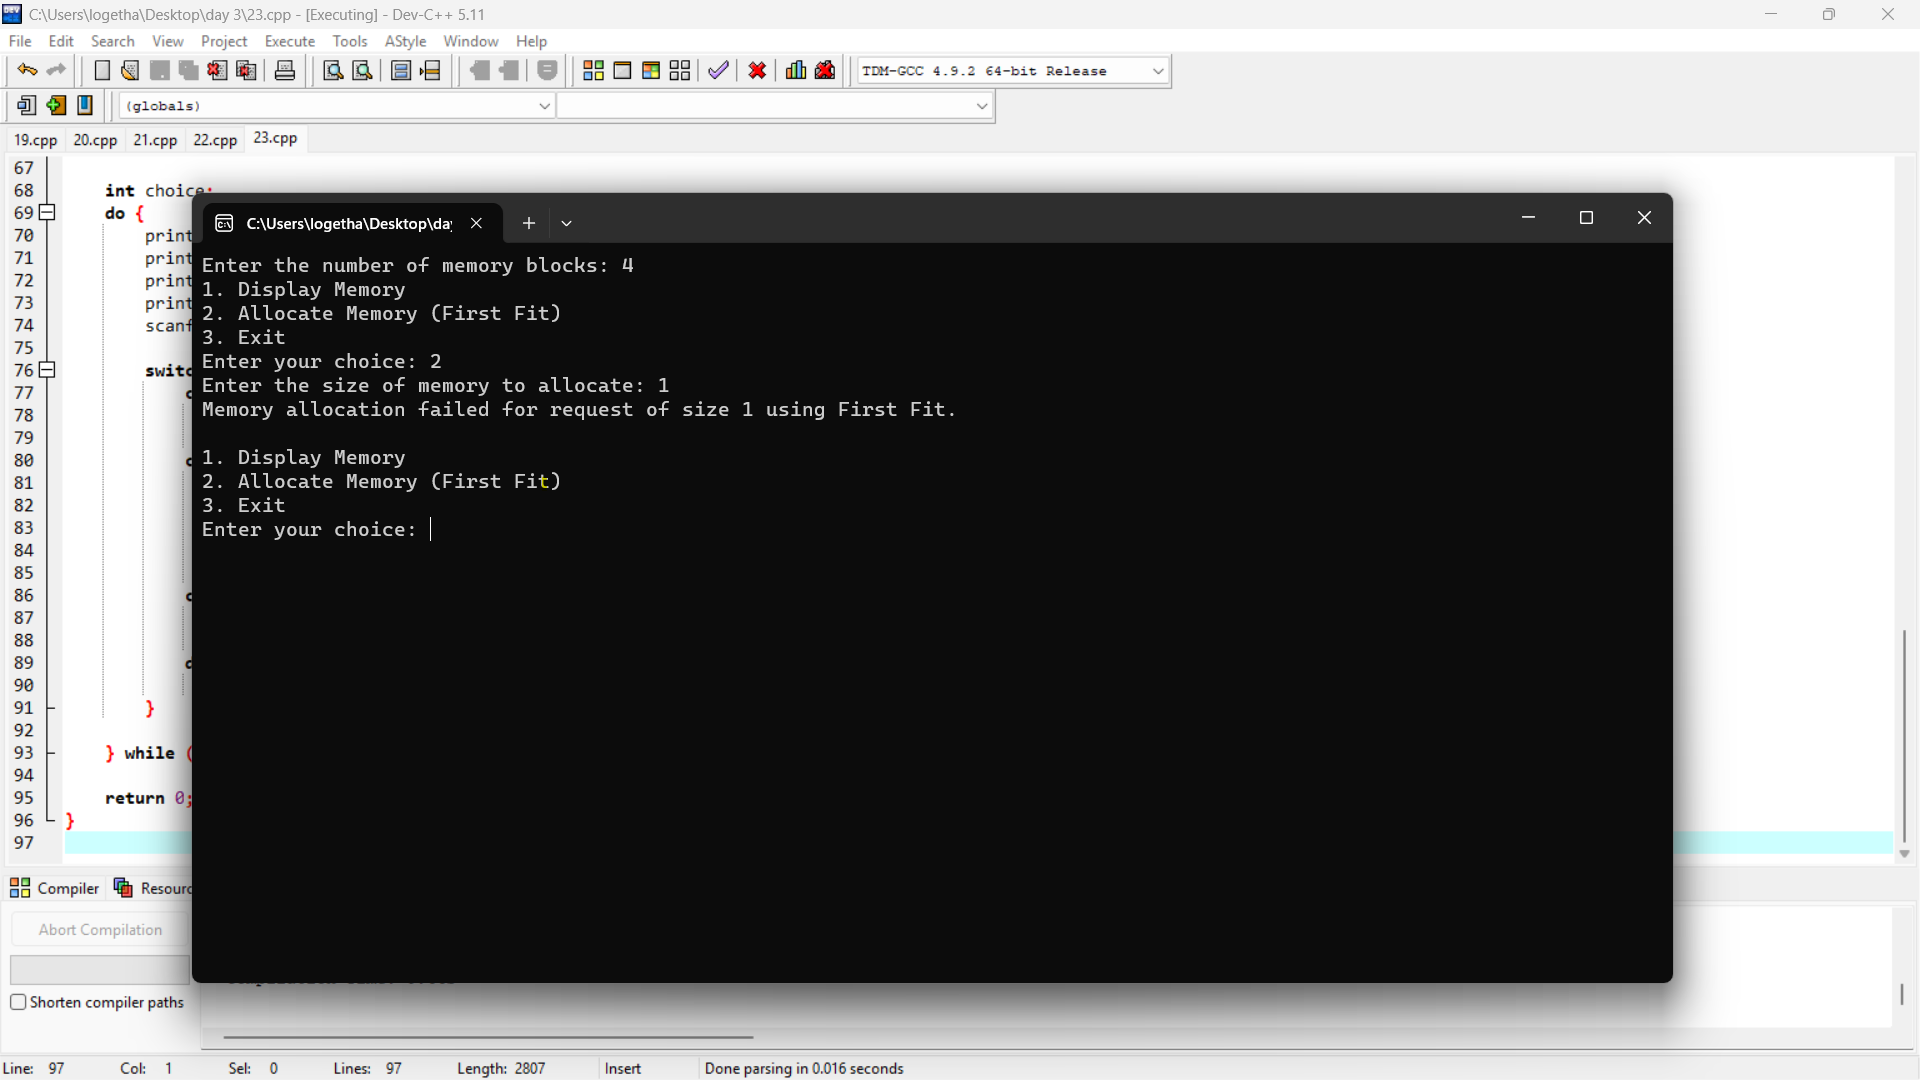 C:\Users\logetha\Desktop\day 3\23.cpp - [Executing] - Dev-C++ 5.11
File Edit Search View Project Execute Tools AStyle Window Help
TDM-GCC 4.9.2 64-bit Release
(globals)
19.cpp 20.cpp 21.cpp 22.cpp 23.cpp
67
68 int choice;
69 do {
70
71
72
73
74
75
76
77
78
79
80
81
82
83
84
85
86
87
88
89
90
91 }
92
93 } while (
94
95 return 0;
96 }
97
C:\Users\logetha\Desktop\da
Enter the number of memory blocks: 4
1. Display Memory
2. Allocate Memory (First Fit)
3. Exit
Enter your choice: 2
Enter the size of memory to allocate: 1
Memory allocation failed for request of size 1 using First Fit.
1. Display Memory
2. Allocate Memory (First Fit)
3. Exit
Enter your choice:
Compiler
Abort Compilation
Shorten compiler paths
Line: 97 Col: 1 Sel: 0 Lines: 97 Length: 2807 Insert Done parsing in 0.016 seconds